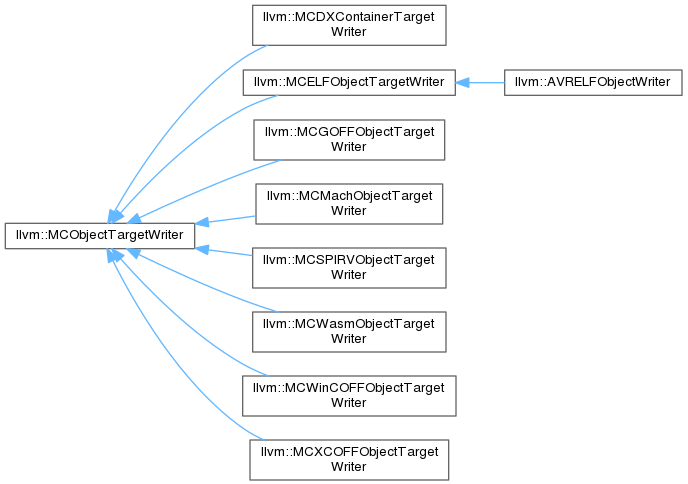 llvm::MCDXContainerTarget
Writer
llvm::MCELFObjectTargetWriter
llvm::AVRELFObjectWriter
llvm::MCGOFFObjectTarget
Writer
llvm::MCMachObjectTarget
Writer
llvm::MCObjectTargetWriter
llvm::MCSPIRVObjectTarget
Writer
llvm::MCWasmObjectTarget
Writer
llvm::MCWinCOFFObjectTarget
Writer
llvm::MCXCOFFObjectTarget
Writer